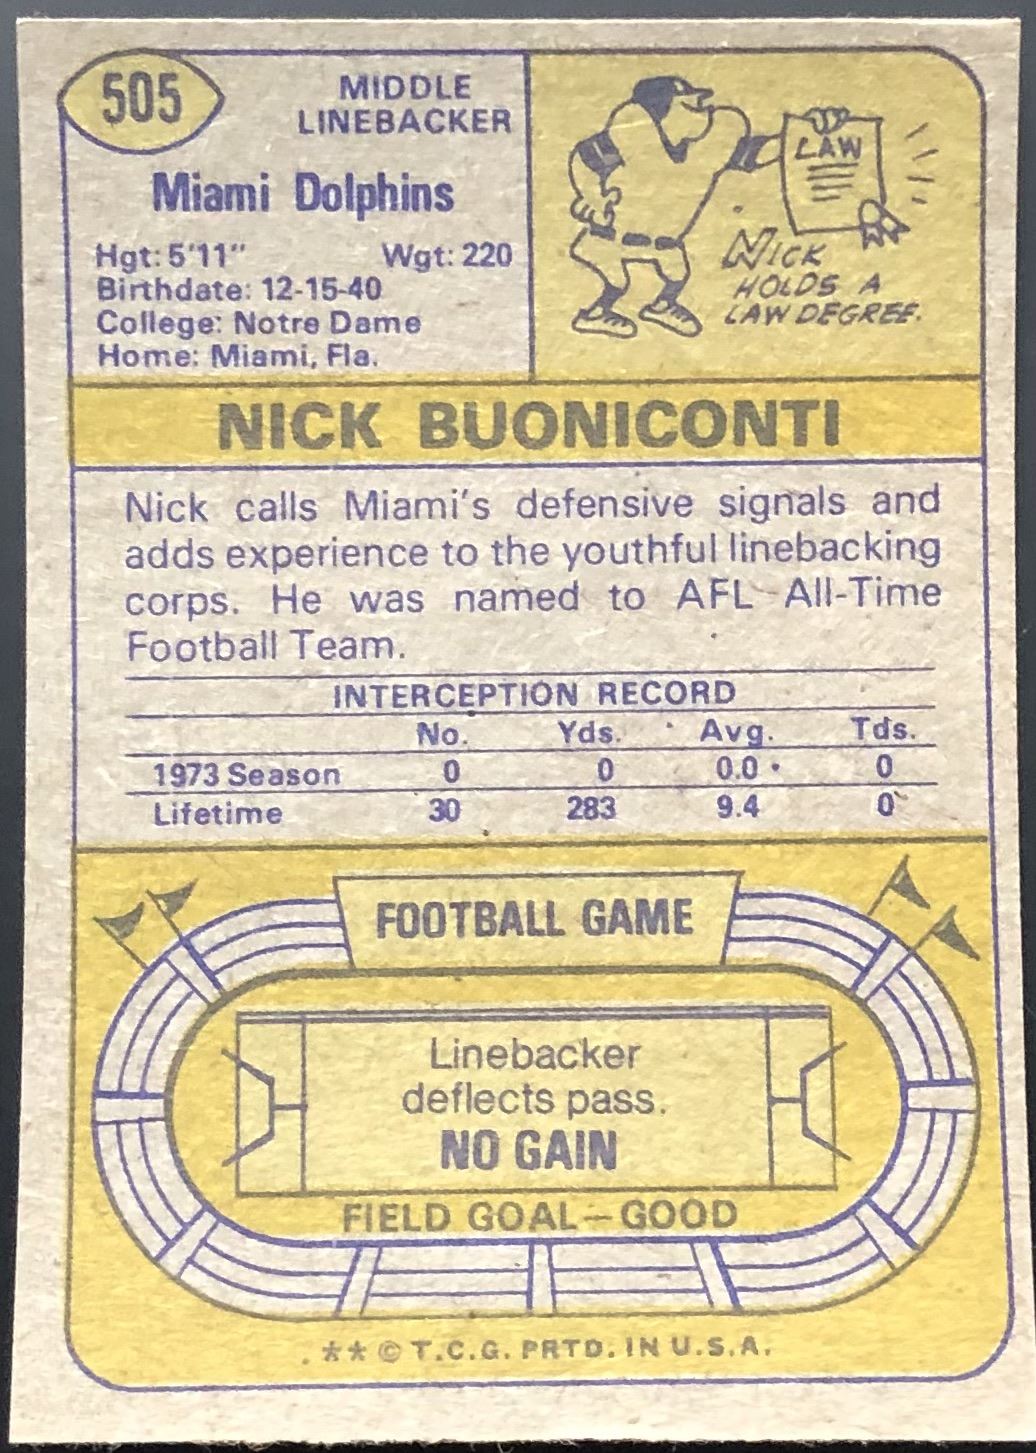 505
MIDDLE
LINEBACKER
Miami Dolphins
Hgt: 5'11" Wgt: 220
Birthdate: 12-15-40
College: Notre Dame
Home: Miami, Fla.
LAW
NICK
HOLDS A
LAW DEGREE.
NICK BUONICONTI
Nick calls Miami's defensive signals and
adds experience to the youthful linebacking
corps. He was named to AFL All-Time
Football Team.
INTERCEPTION RECORD
No. Yds. Avg. Tds.
1973 Season 0 0 0.0 0
Lifetime 30 283 9.4 0
FOOTBALL GAME
Linebacker
deflects pass.
NO GAIN
FIELD GOAL—GOOD
** © T.C.G. PRTD. IN U.S.A.